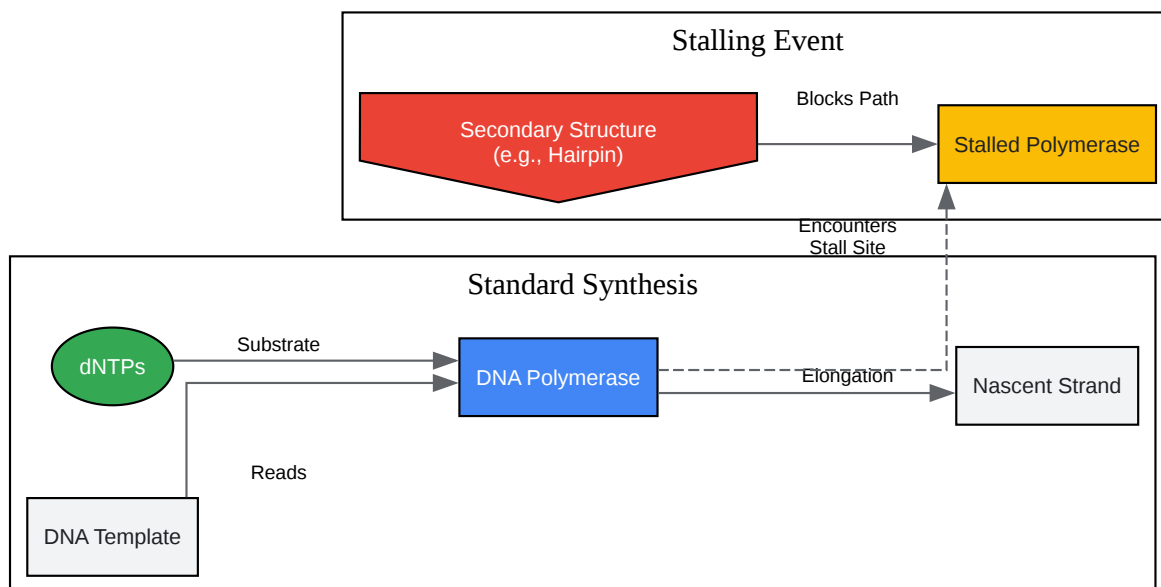 Stalling Event
Blocks Path
Secondary Structure
(e.g., Hairpin)
Stalled Polymerase
Encounters
Stall Site
Standard Synthesis
Substrate
dNTPs
DNA Polymerase
Elongation
Nascent Strand
Reads
DNA Template